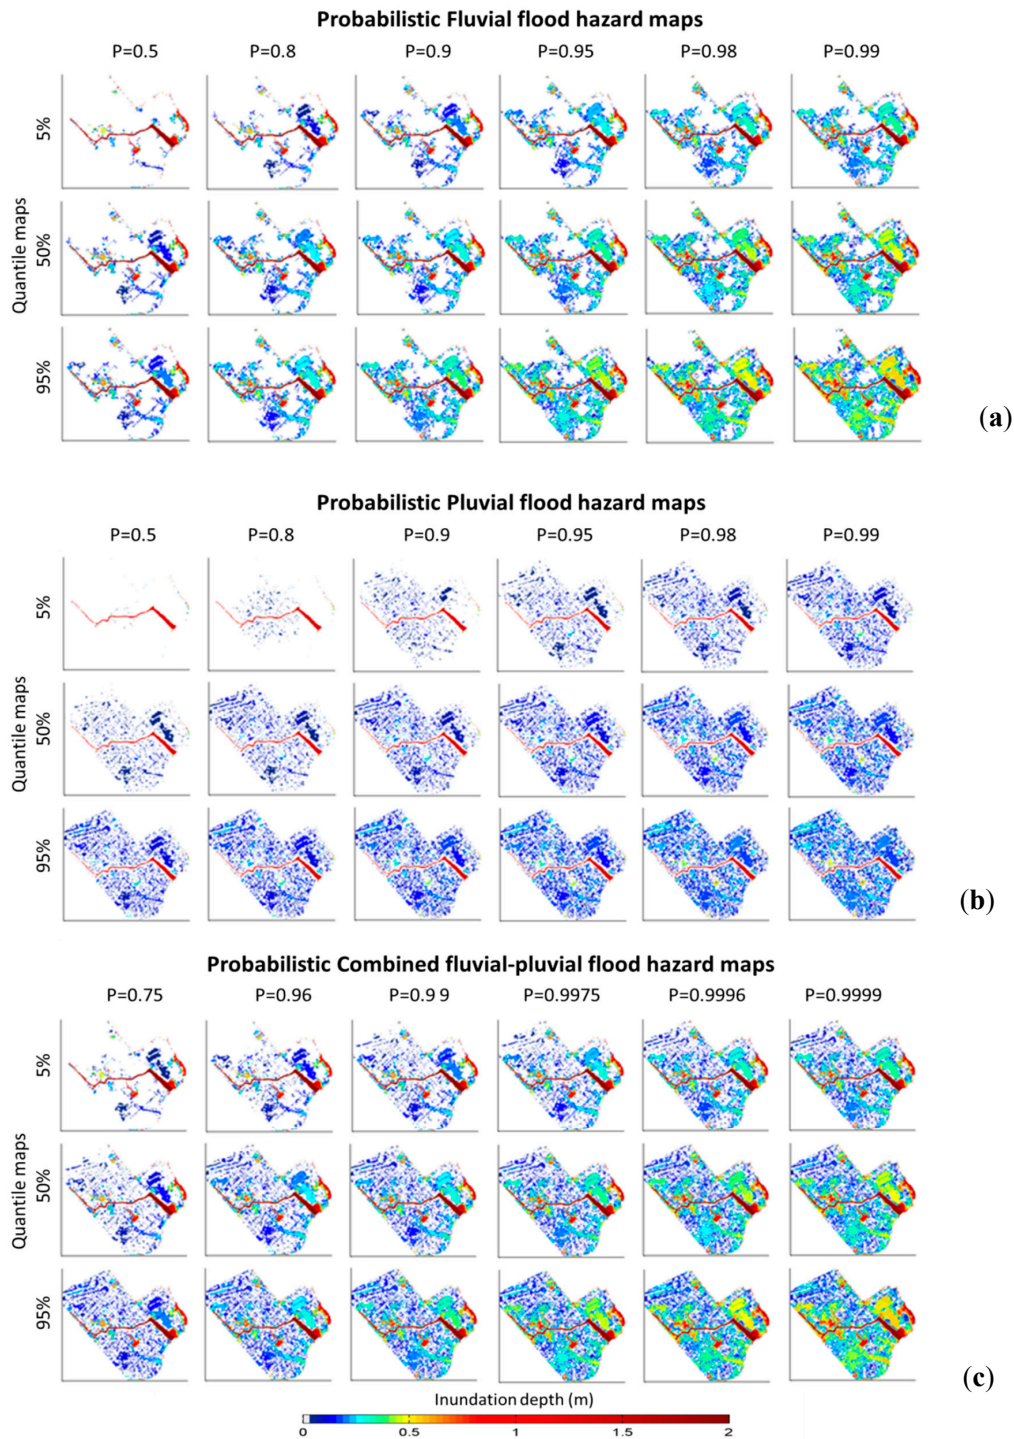 Probabilistic Fluvial flood hazard maps
P=0.5 P=0.8 P=0.9 P=0.95 P=0.98 P=0.99
Quantile maps
5%
50%
95%
(a)
Probabilistic Pluvial flood hazard maps
P=0.5 P=0.8 P=0.9 P=0.95 P=0.98 P=0.99
Quantile maps
5%
50%
95%
(b)
Probabilistic Combined fluvial-pluvial flood hazard maps
P=0.75 P=0.96 P=0.9 9 P=0.9975 P=0.9996 P=0.9999
Quantile maps
5%
50%
95%
(c)
Inundation depth (m)
0 0.5 1 1.5 2